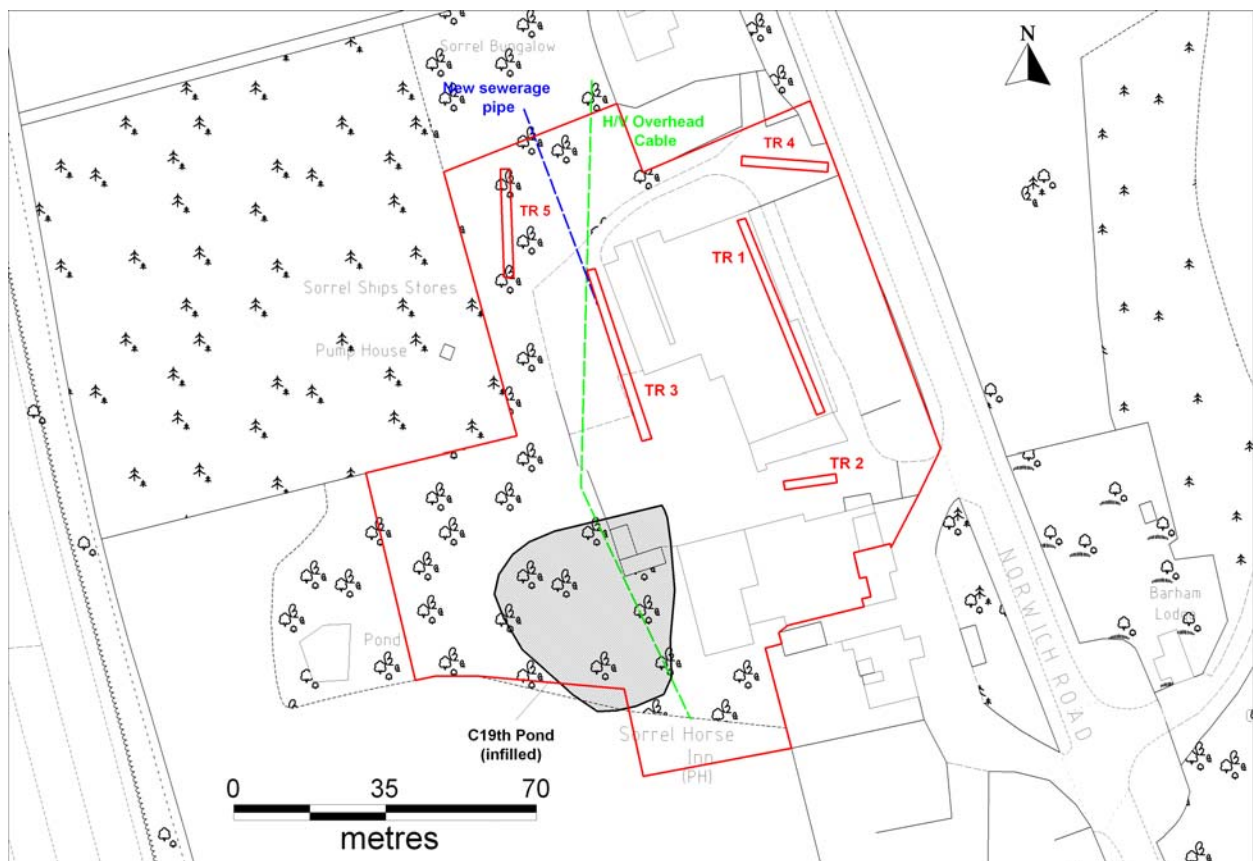 Sorrel Bungalow
N
New sewerage
pipe
H/V Overhead
Cable
TR 4
TR 5
TR 1
Sorrel Ships Stores
Pump House
TR 3
TR 2
NORWICH ROAD
Barham
Lodge
Pond
C19th Pond
(infilled)
Sorrel Horse
Inn
(PH)
0 35 70
metres